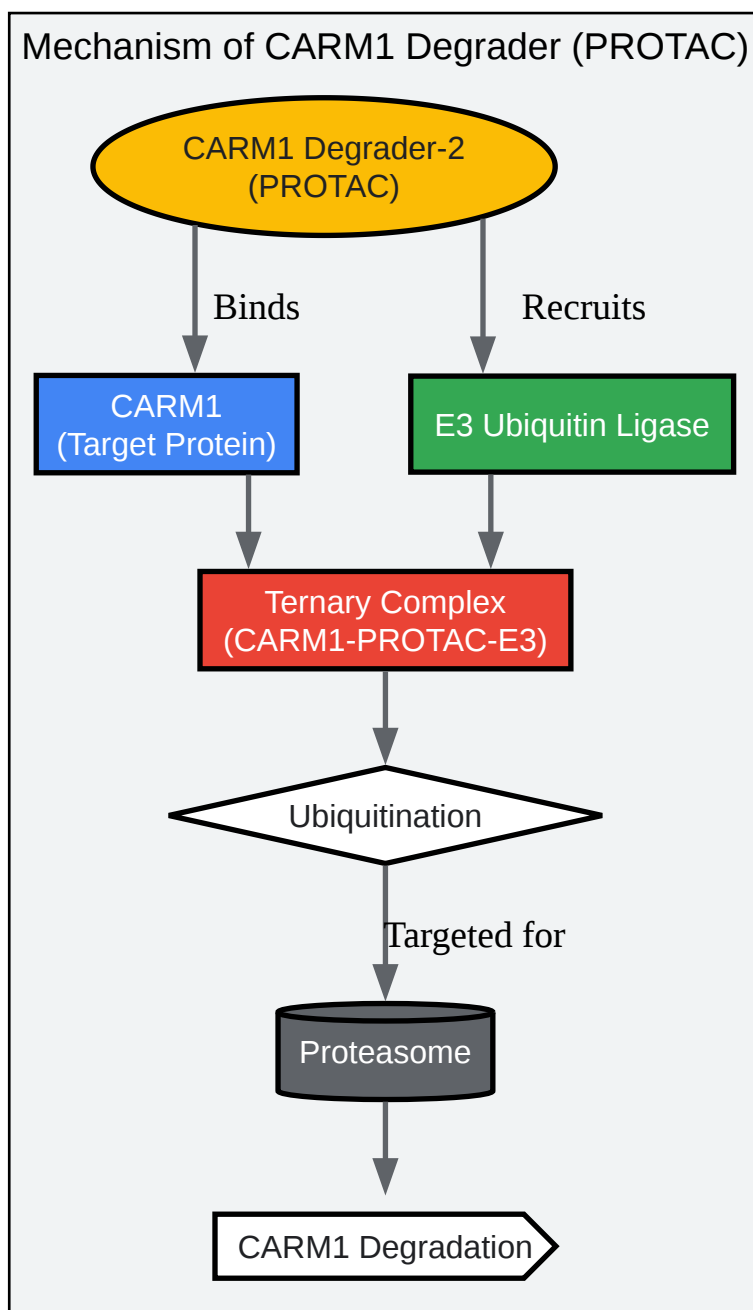 Mechanism of CARM1 Degrader (PROTAC)
CARM1 Degrader-2
(PROTAC)
Binds
Recruits
CARM1
(Target Protein)
E3 Ubiquitin Ligase
Ternary Complex
(CARM1-PROTAC-E3)
Ubiquitination
Targeted for
Proteasome
CARM1 Degradation